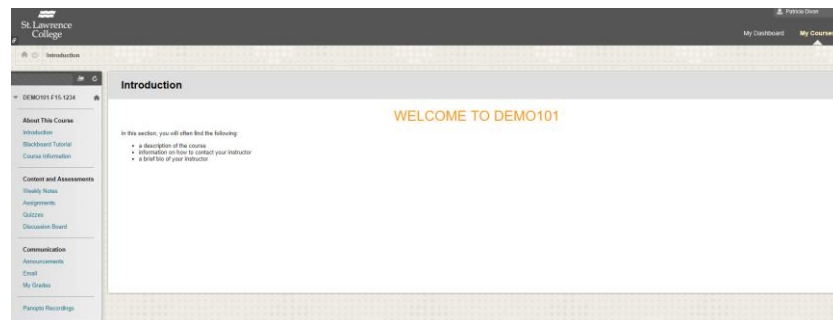 St. Lawrence
College
Patricia Dixon
My Dashboard
My Courses
Introduction
DEMO101-F15-1234
About This Course
Introduction
Blackboard Tutorial
Course Information
Content and Assessments
Weekly Notes
Assignments
Quizzes
Discussion Board
Communication
Announcements
Email
My Grades
Panopto Recordings
Introduction
WELCOME TO DEMO101
In this section, you will often find the following:
a description of the course
information on how to contact your instructor
a brief bio of your instructor